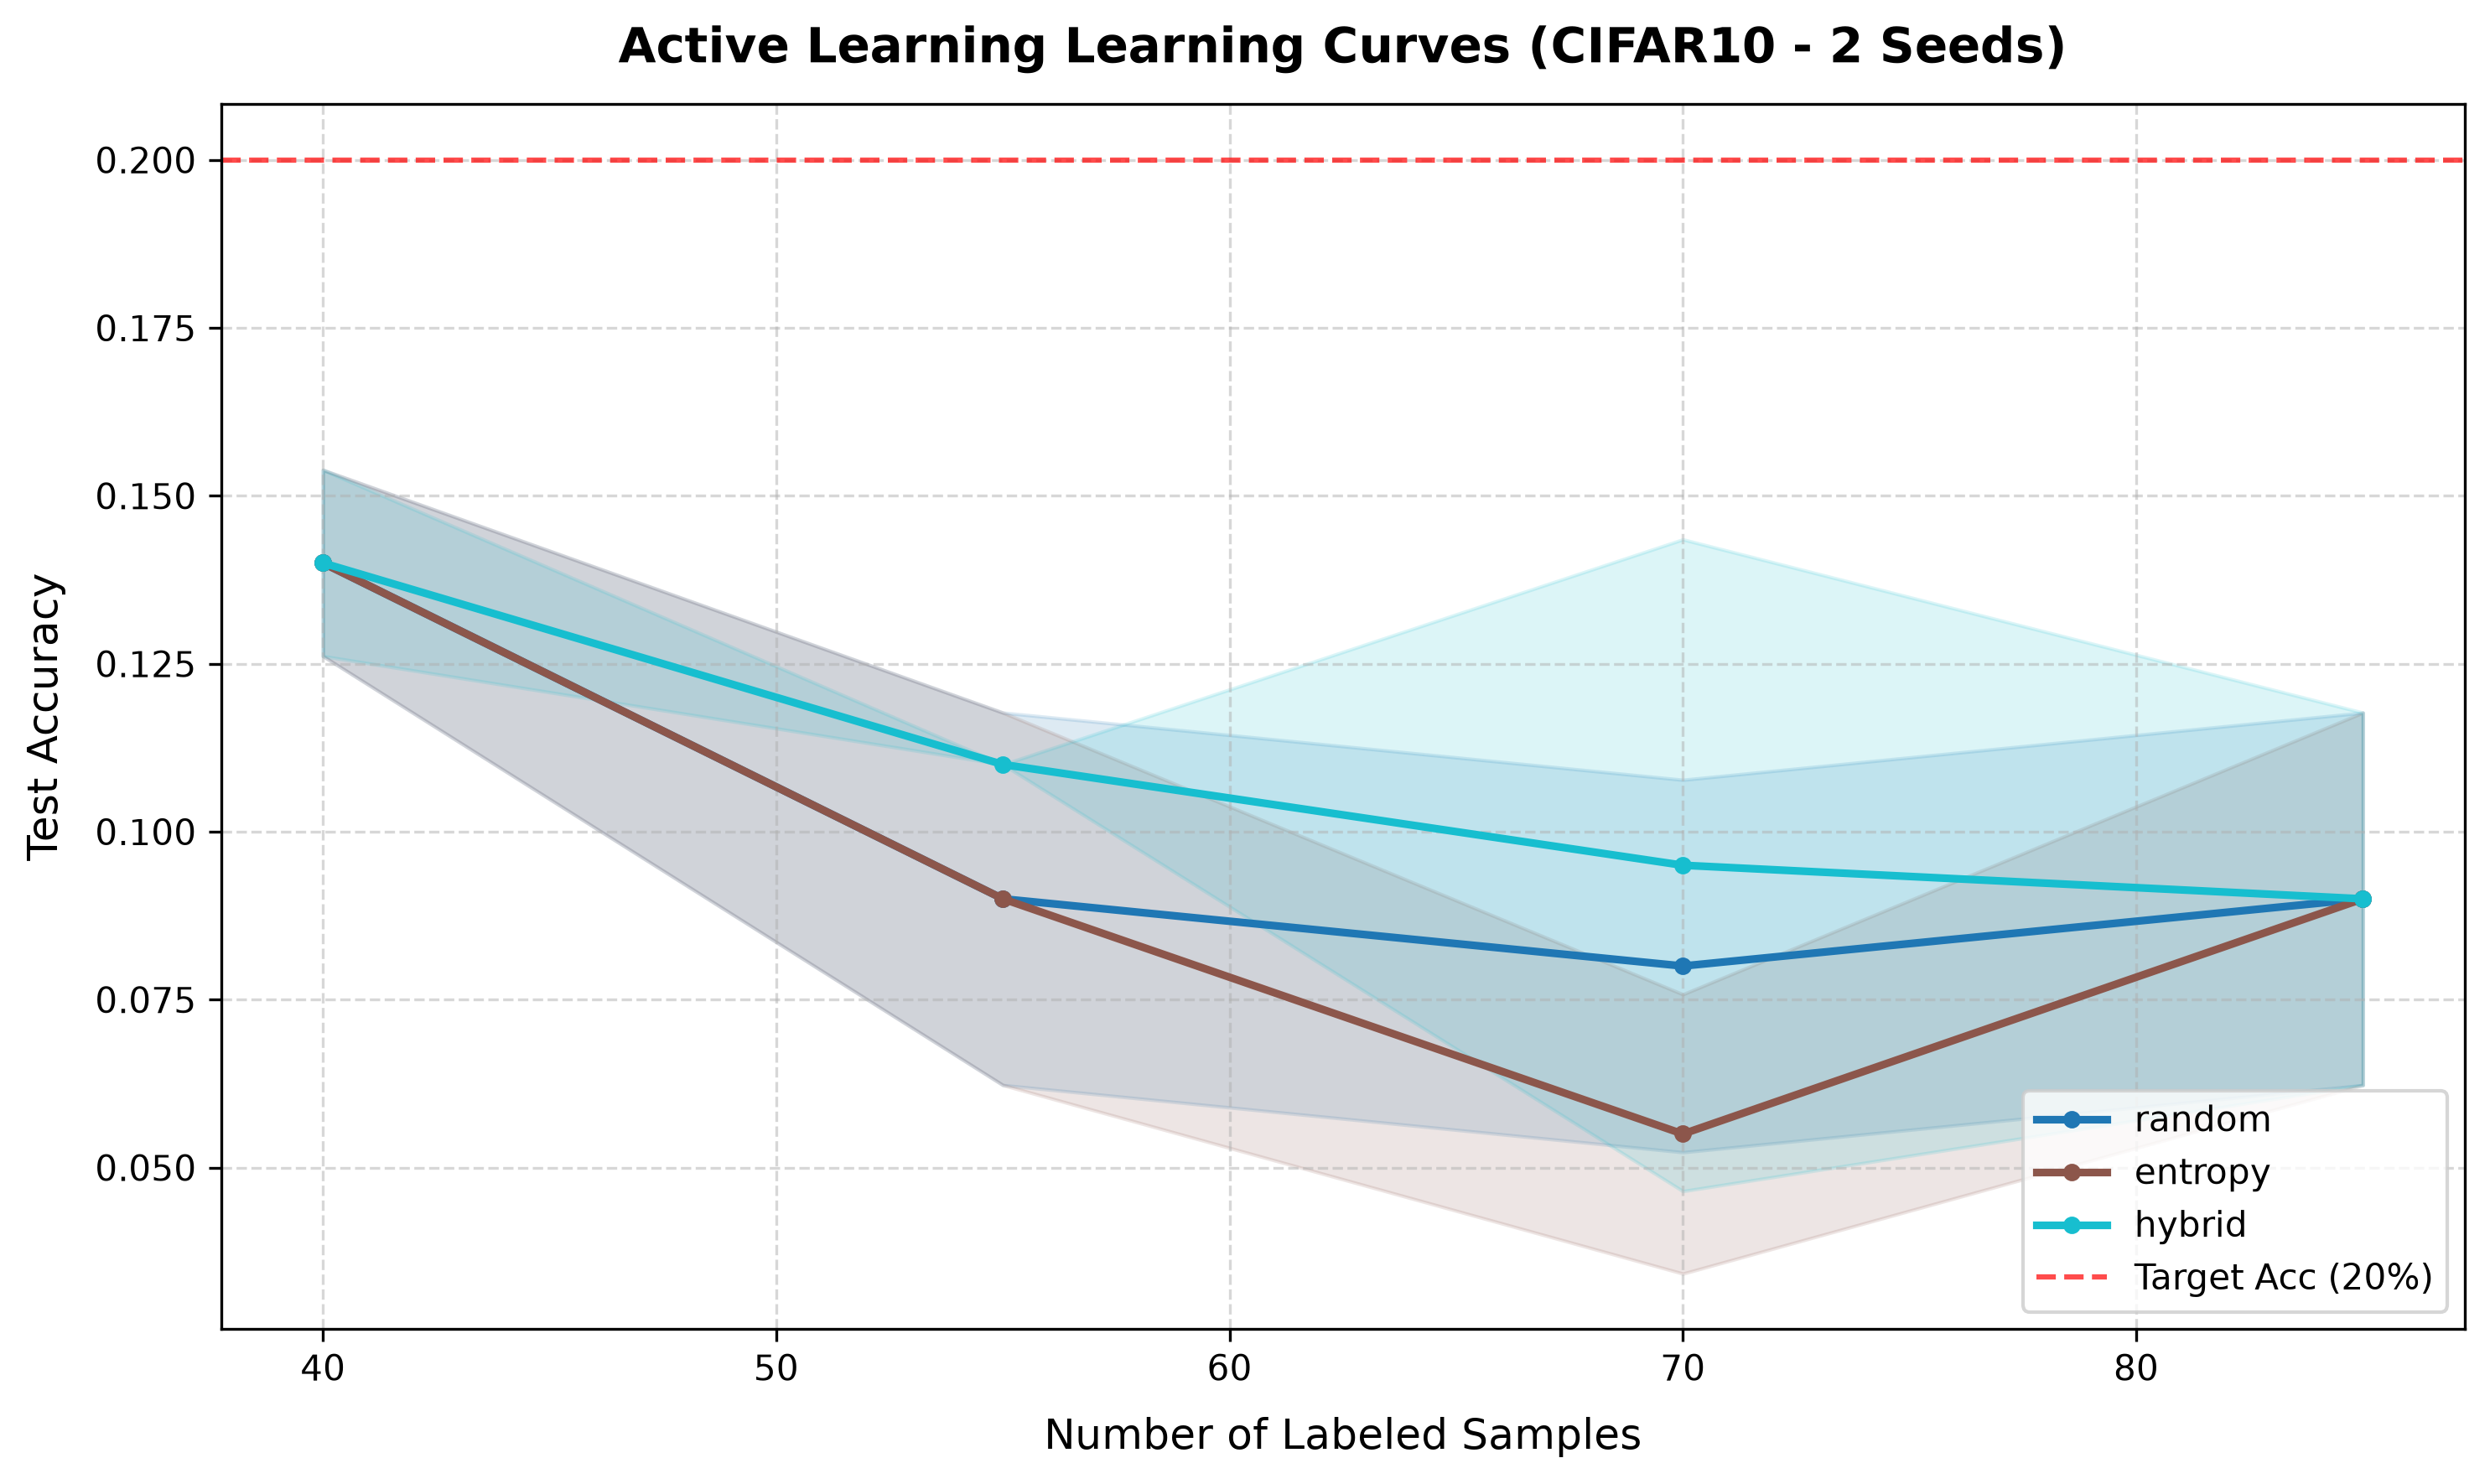 Active Learning Learning Curves (CIFAR10 - 2 Seeds)
Test Accuracy
0.200
0.175
0.150
0.125
0.100
0.075
0.050
random
entropy
hybrid
Target Acc (20%)
40 50 60 70 80
Number of Labeled Samples